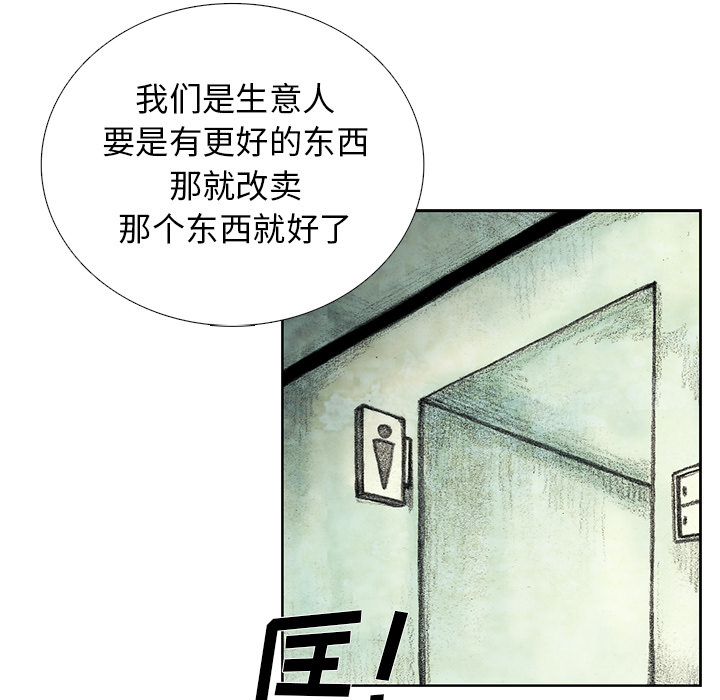 我们是生意人
要是有更好的东西
那就改卖
那个东西就好了
匡!